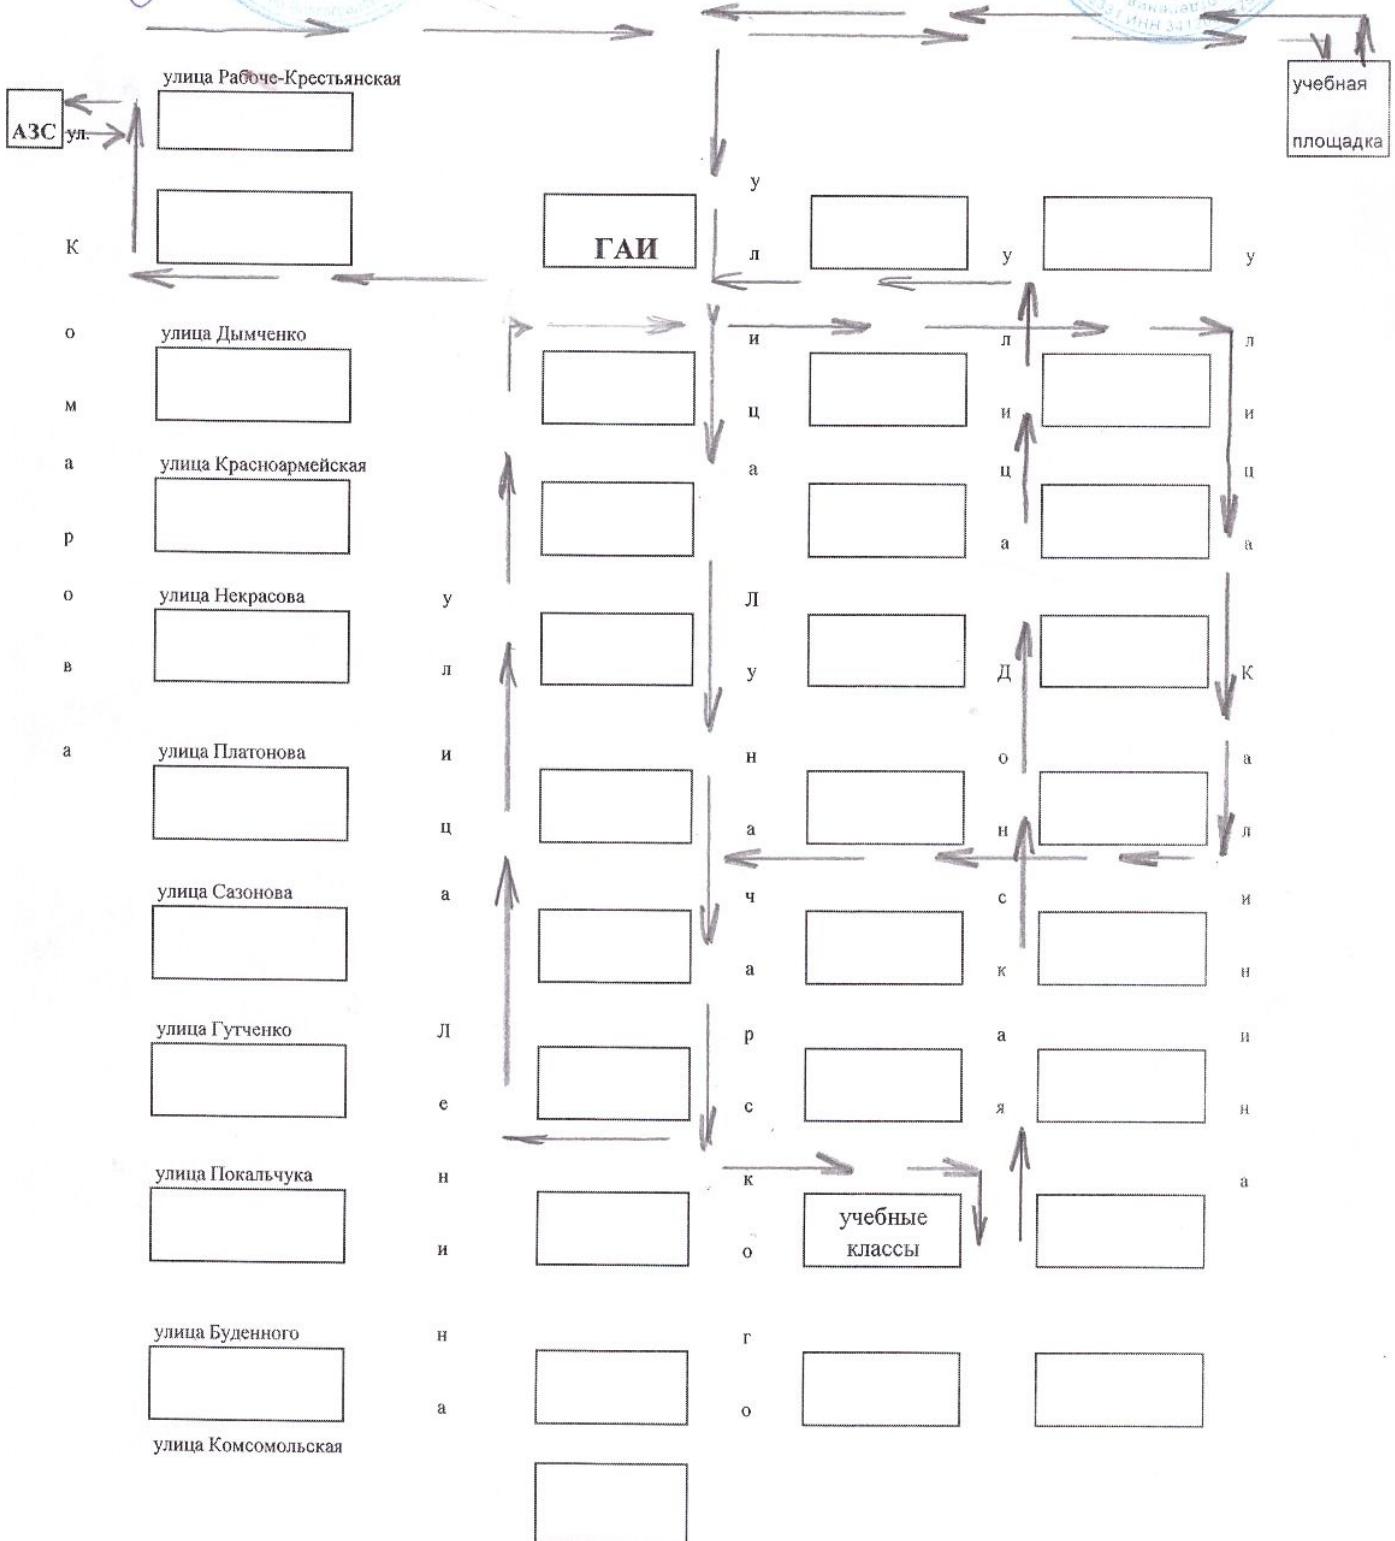 улица Рабоче-Крестьянская
учебная
площадка
АЗС
ул. Комарова
ГАИ
улица Дымченко
улица Красноармейская
улица Некрасова
улица Платонова
улица Сазонова
улица Гутченко
улица Покальчука
улица Буденного
улица Комсомольская
улица Ленина
улица Луначарского
улица Донская
улица Калинина
учебные
классы
ИНН